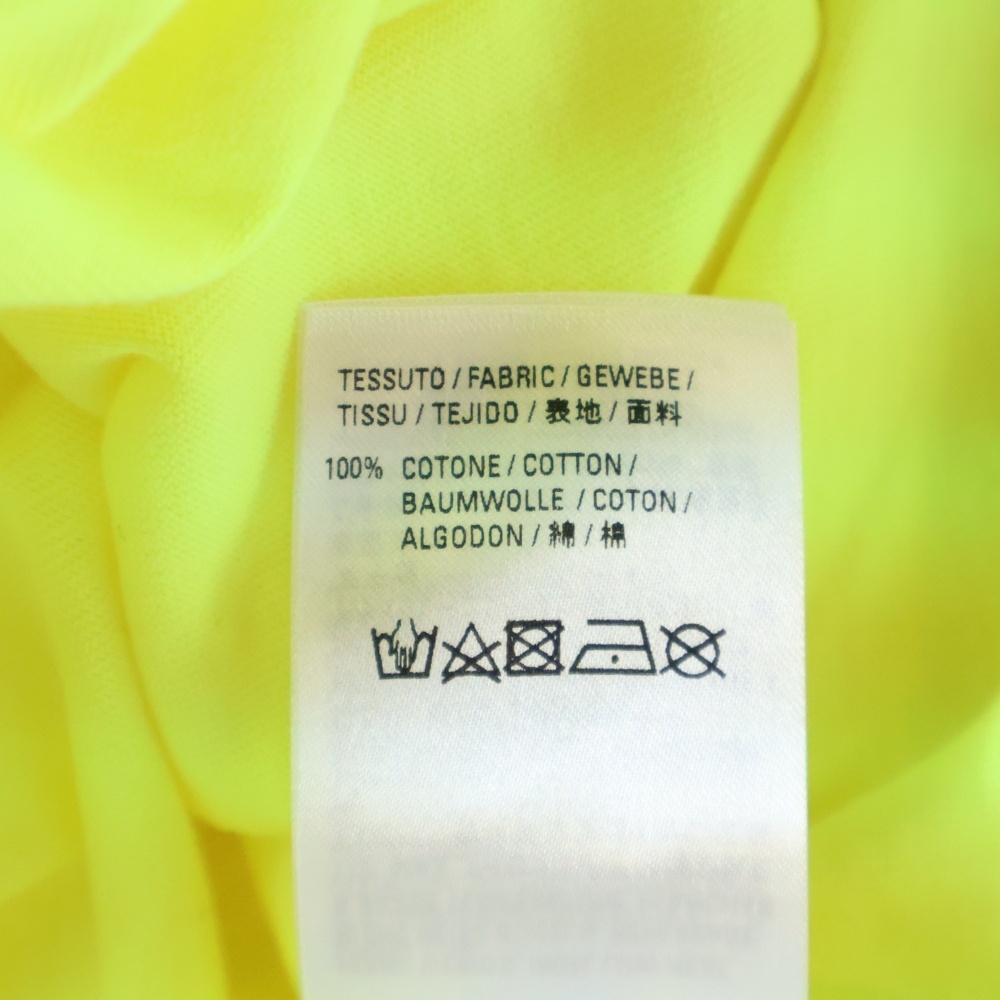 TESSUTO / FABRIC / GEWEBE /
TISSU / TEJIDO / 表地 / 面料
100% COTONE / COTTON /
BAUMWOLLE / COTON /
ALGODON / 綿 / 棉